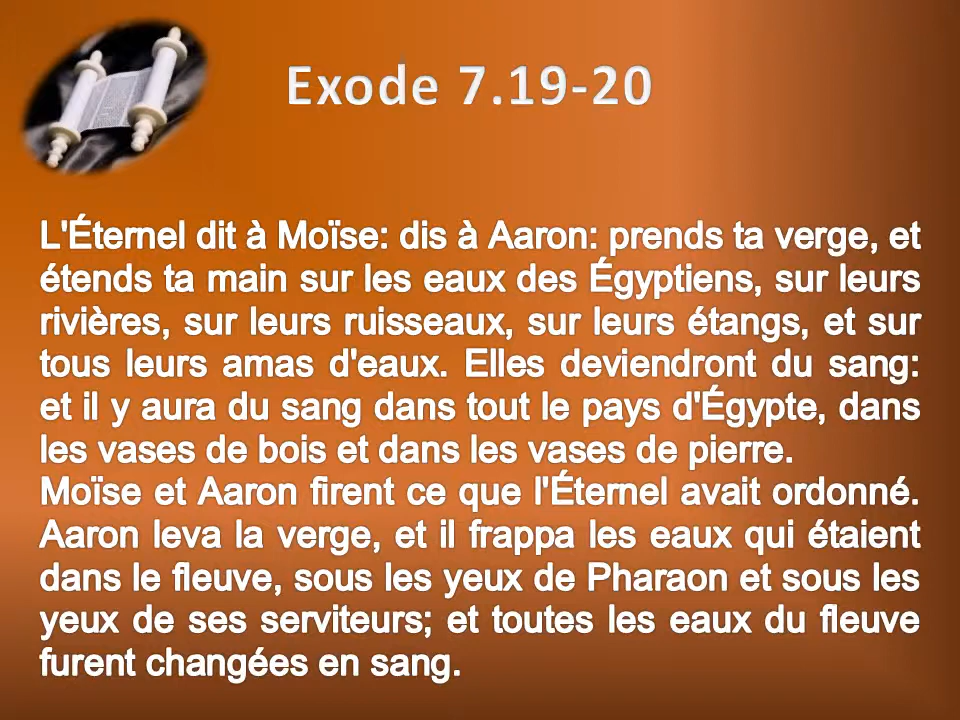 Exode 7.19-20
L'Éternel dit à Moïse: dis à Aaron: prends ta verge, et
étends ta main sur les eaux des Égyptiens, sur leurs
rivières, sur leurs ruisseaux, sur leurs étangs, et sur
tous leurs amas d'eaux. Elles deviendront du sang:
et il y aura du sang dans tout le pays d'Égypte, dans
les vases de bois et dans les vases de pierre.
Moïse et Aaron firent ce que l'Éternel avait ordonné.
Aaron leva la verge, et il frappa les eaux qui étaient
dans le fleuve, sous les yeux de Pharaon et sous les
yeux de ses serviteurs; et toutes les eaux du fleuve
furent changées en sang.